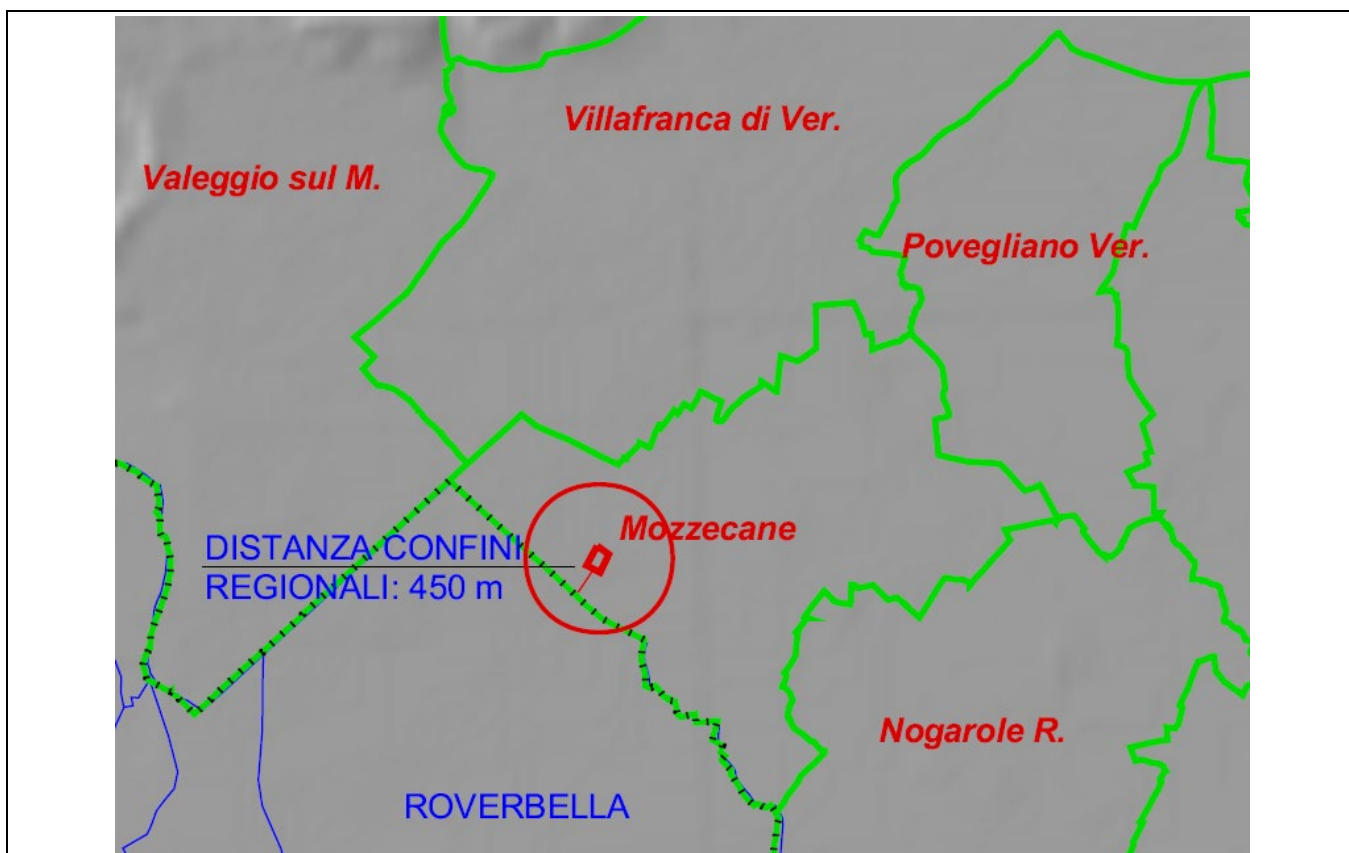 Villafranca di Ver.
Valeggio sul M.
Povegliano Ver.
Mozzecane
DISTANZA CONFINI
REGIONALI: 450 m
Nogarole R.
ROVERBELLA